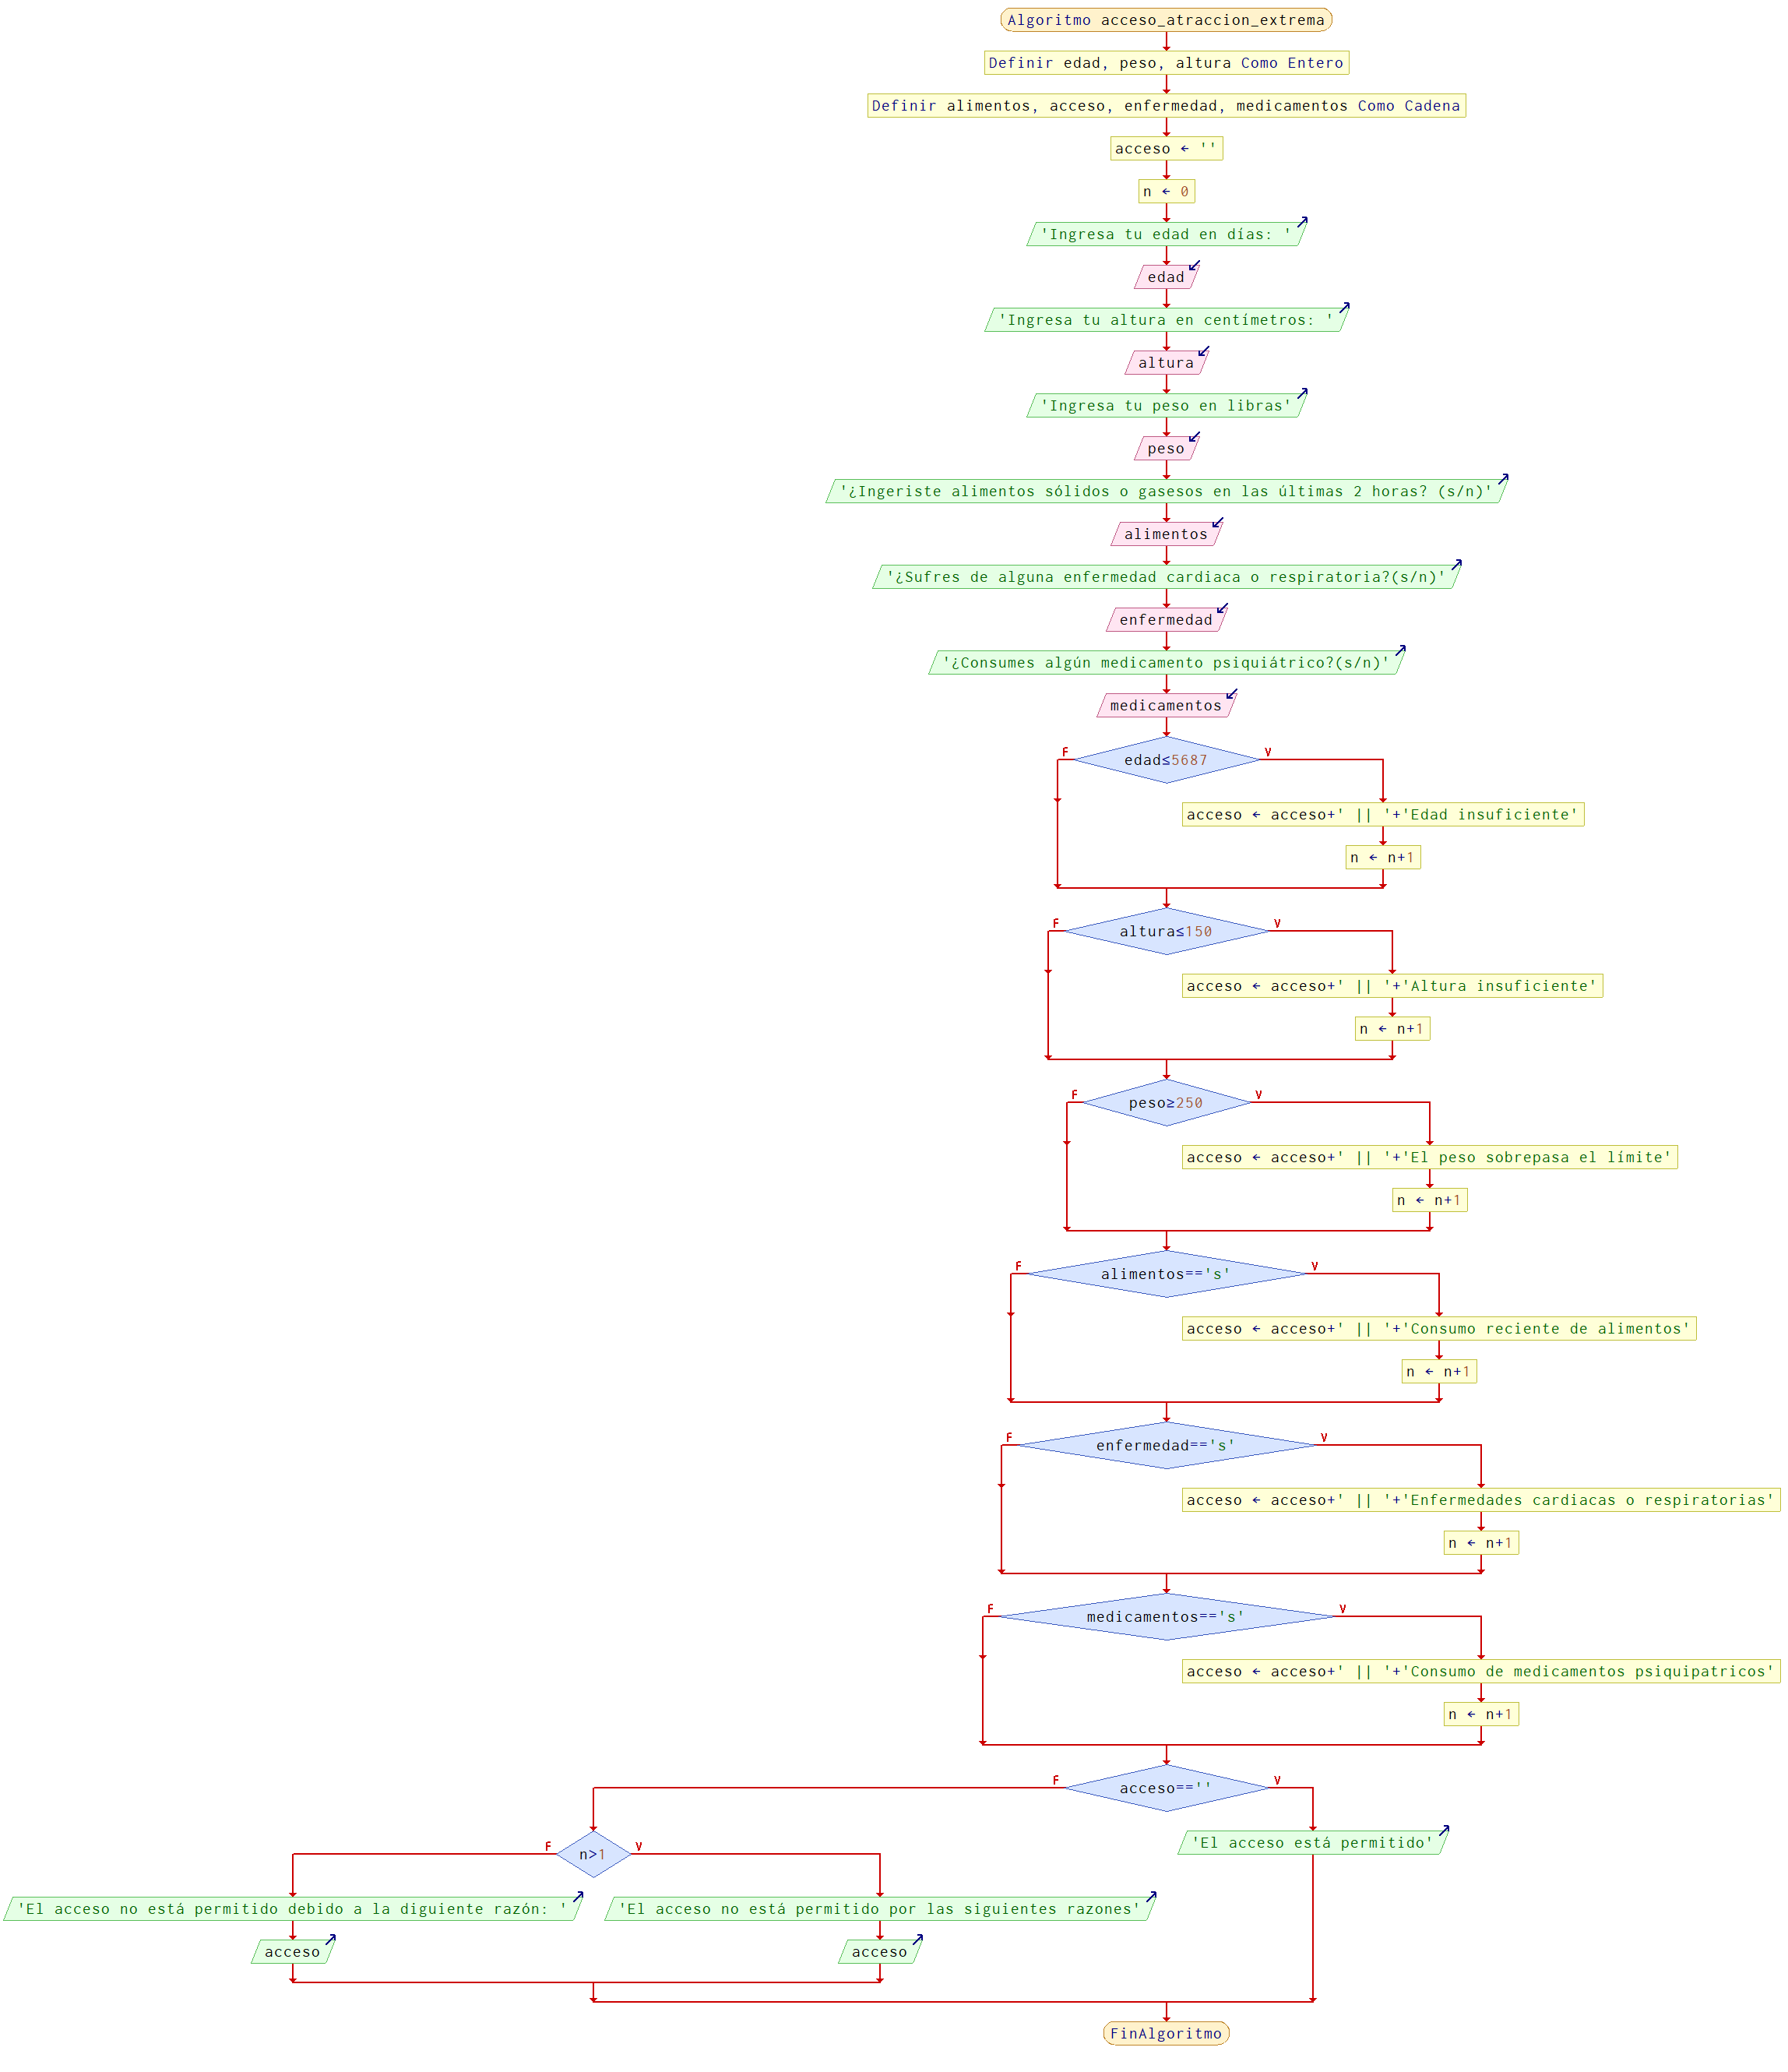 Algoritmo acceso_atraccion_extrema
Definir edad, peso, altura Como Entero
Definir alimentos, acceso, enfermedad, medicamentos Como Cadena
acceso ← ''
n ← 0
'Ingresa tu edad en días: '
edad
'Ingresa tu altura en centímetros: '
altura
'Ingresa tu peso en libras'
peso
'¿Ingeriste alimentos sólidos o gasesos en las últimas 2 horas? (s/n)'
alimentos
'¿Sufres de alguna enfermedad cardiaca o respiratoria?(s/n)'
enfermedad
'¿Consumes algún medicamento psiquiátrico?(s/n)'
medicamentos
F
V
edad≤5687
acceso ← acceso+' || '+'Edad insuficiente'
n ← n+1
F
V
altura≤150
acceso ← acceso+' || '+'Altura insuficiente'
n ← n+1
F
V
peso≥250
acceso ← acceso+' || '+'El peso sobrepasa el límite'
n ← n+1
F
V
alimentos=='s'
acceso ← acceso+' || '+'Consumo reciente de alimentos'
n ← n+1
F
V
enfermedad=='s'
acceso ← acceso+' || '+'Enfermedades cardiacas o respiratorias'
n ← n+1
F
V
medicamentos=='s'
acceso ← acceso+' || '+'Consumo de medicamentos psiquipatricos'
n ← n+1
F
V
acceso==''
F
V
n>1
'El acceso está permitido'
'El acceso no está permitido debido a la diguiente razón: '
'El acceso no está permitido por las siguientes razones'
acceso
acceso
FinAlgoritmo